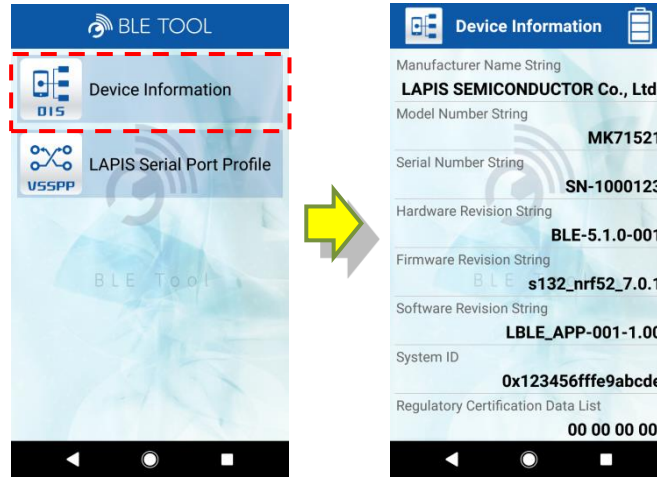 BLE TOOL
DIS
Device Information
VSSPP
LAPIS Serial Port Profile
BLE Tool
Device Information
Manufacturer Name String
LAPIS SEMICONDUCTOR Co., Ltd
Model Number String
MK71521
Serial Number String
SN-1000123
Hardware Revision String
BLE-5.1.0-001
Firmware Revision String
s132_nrf52_7.0.1
Software Revision String
LBLE_APP-001-1.00
System ID
0x123456fffe9abcde
Regulatory Certification Data List
00 00 00 00